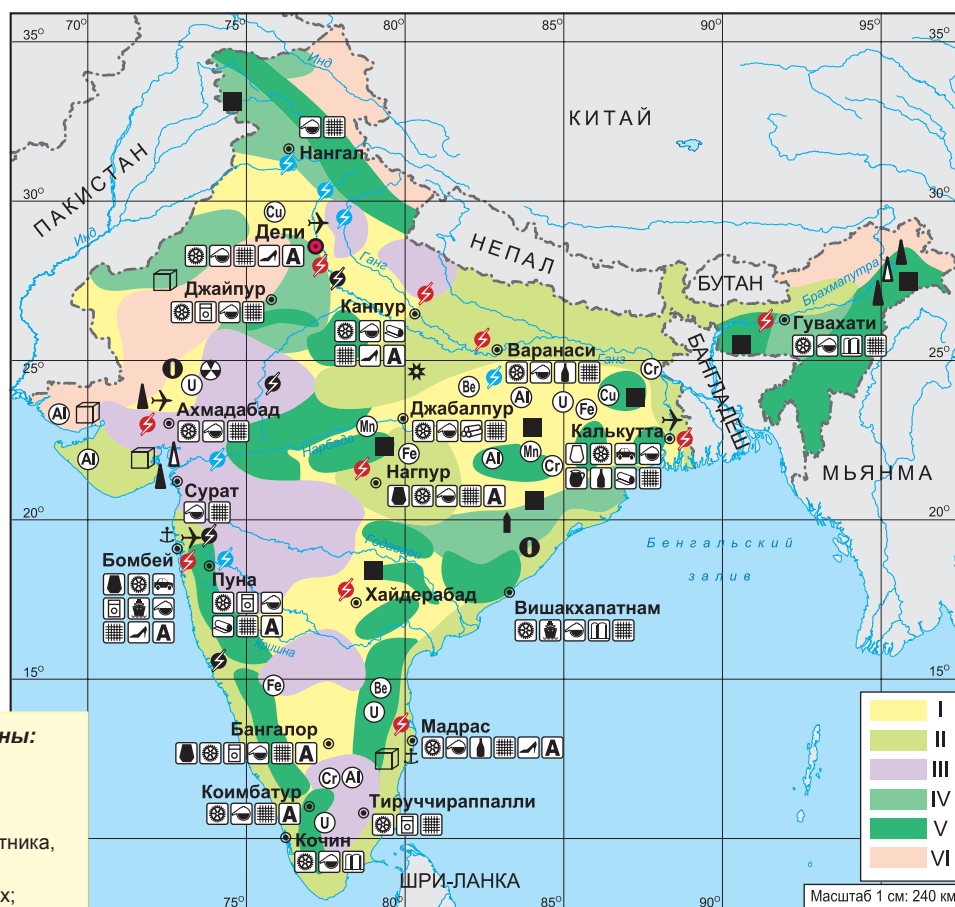 70° 75° 80° 85° 90° 95°
35°
30°
25°
20°
15°
35°
30°
25°
20°
15°
КИТАЙ
ПАКИСТАН
НЕПАЛ
БУТАН
БАНГЛАДЕШ
МЬЯНМА
ШРИ-ЛАНКА
Инд
Инд
Ганг
Ганг
Брахмапутра
Нарбада
Годавари
Кришна
Бенгальский
залив
Нангал
Cu
Дели
A
Джайпур
Канпур
A
Гувахати
Варанаси
Be
Al
U
Fe
Cu
Cr
U
Al
Al
Ахмадабад
Mn
Джабалпур
Fe
Al
Mn
Cr
Калькутта
Нагпур
A
Сурат
Бомбей
A
Пуна
A
Хайдерабад
Вишакхапатнам
Fe
Be
U
Бангалор
A
Мадрас
A
Cr Al
Коимбатур
A
U
Тируччираппалли
Кочин
ны:
тника,
х;
I
II
III
IV
V
VI
75° 80° 85° 90° 95°
Масштаб 1 см: 240 км